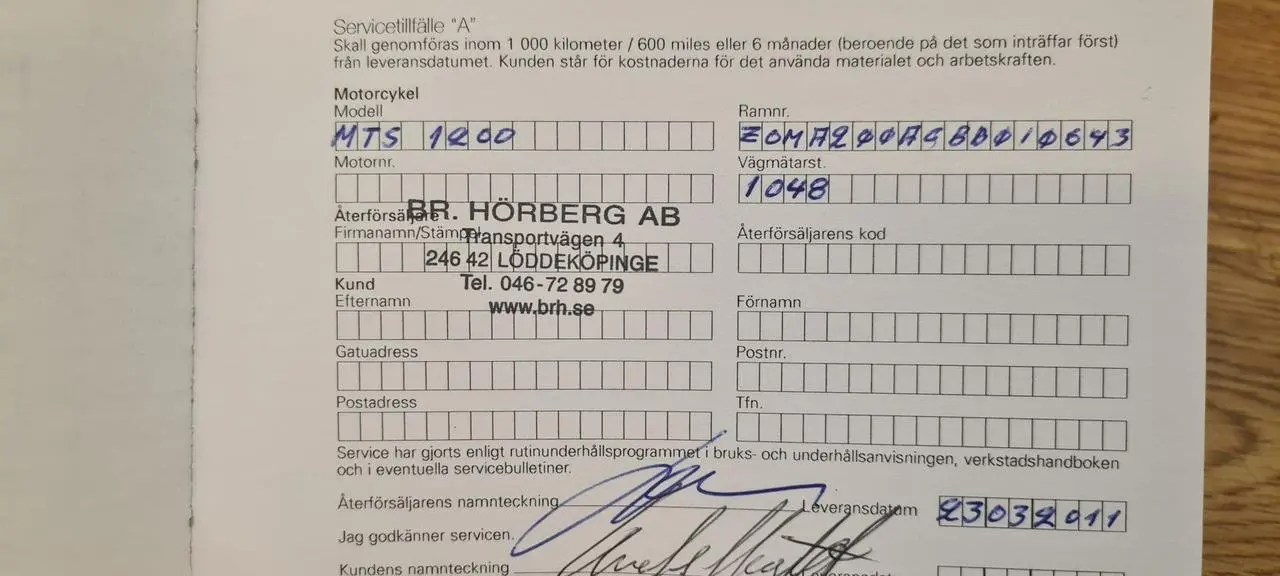 Servicetillfälle "A"
Skall genomföras inom 1 000 kilometer / 600 miles eller 6 månader (beroende på det som inträffar först)
från leveransdatumet. Kunden står för kostnaderna för det använda materialet och arbetskraften.
Motorcykel
Modell
MTS 1200
Ramnr.
Motornr.
Vägmätarst.
1048
Återförsäljare
BR. HÖRBERG AB
Firmanamn/Stämpel
Transportvägen 4
246 42 LÖDDEKÖPINGE
Tel. 046-72 89 79
www.brh.se
Återförsäljarens kod
Kund
Efternamn
Förnamn
Gatuadress
Postnr.
Postadress
Tfn.
Service har gjorts enligt rutinunderhållsprogrammet i bruks- och underhållsanvisningen, verkstadshandboken
och i eventuella servicebulletiner.
Återförsäljarens namnteckning
Leveransdatum
23032011
Jag godkänner servicen.
Kundens namnteckning